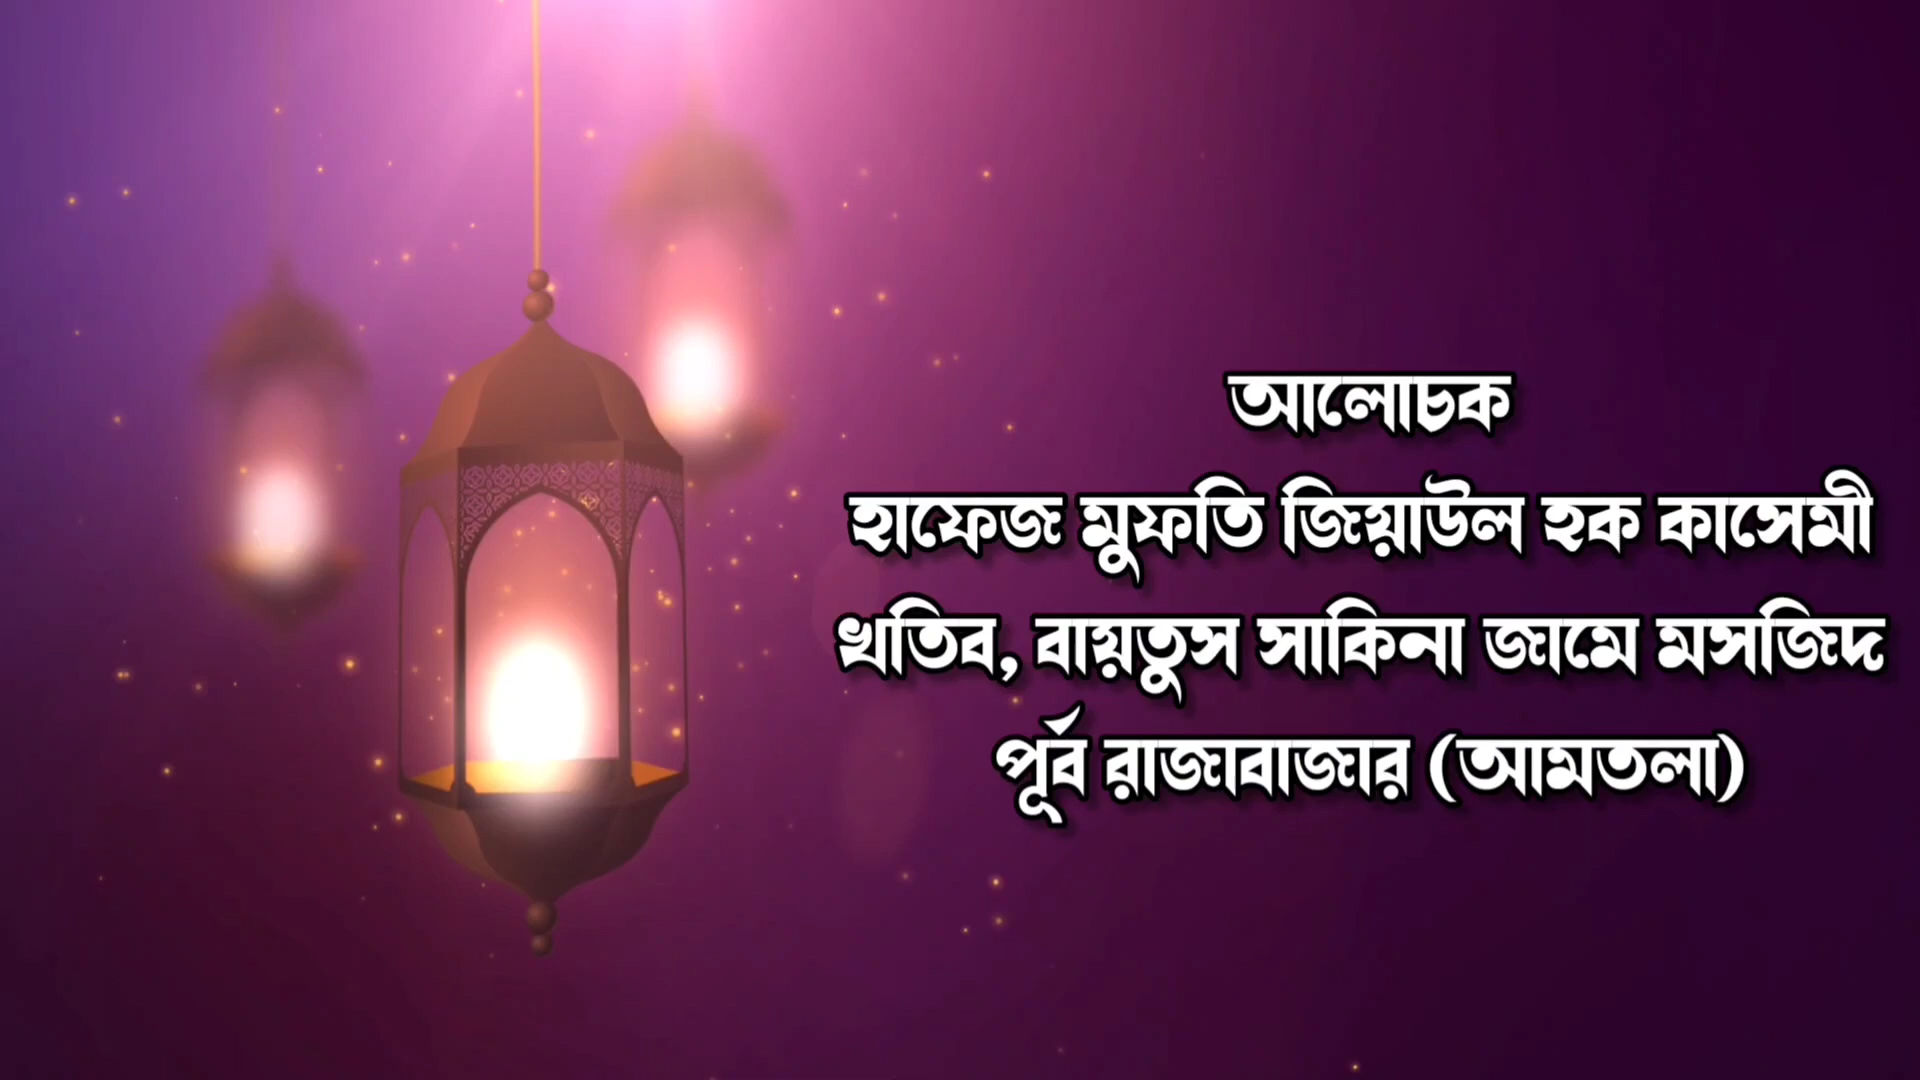 আলোচক
হাফেজ মুফতি জিয়াউল হক কাসেমী
খতিব, বায়তুস সাকিনা জামে মসজিদ
পূর্ব রাজাবাজার (আমতলা)